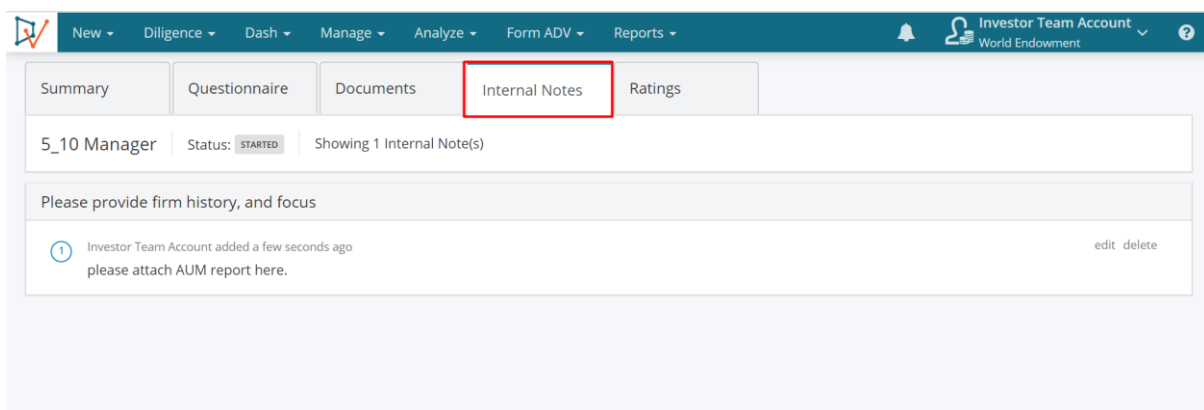 New Diligence Dash Manage Analyze Form ADV Reports Investor Team Account
World Endowment
Summary Questionnaire Documents Internal Notes Ratings
5_10 Manager Status: STARTED Showing 1 Internal Note(s)
Please provide firm history, and focus
1 Investor Team Account added a few seconds ago edit delete
please attach AUM report here.